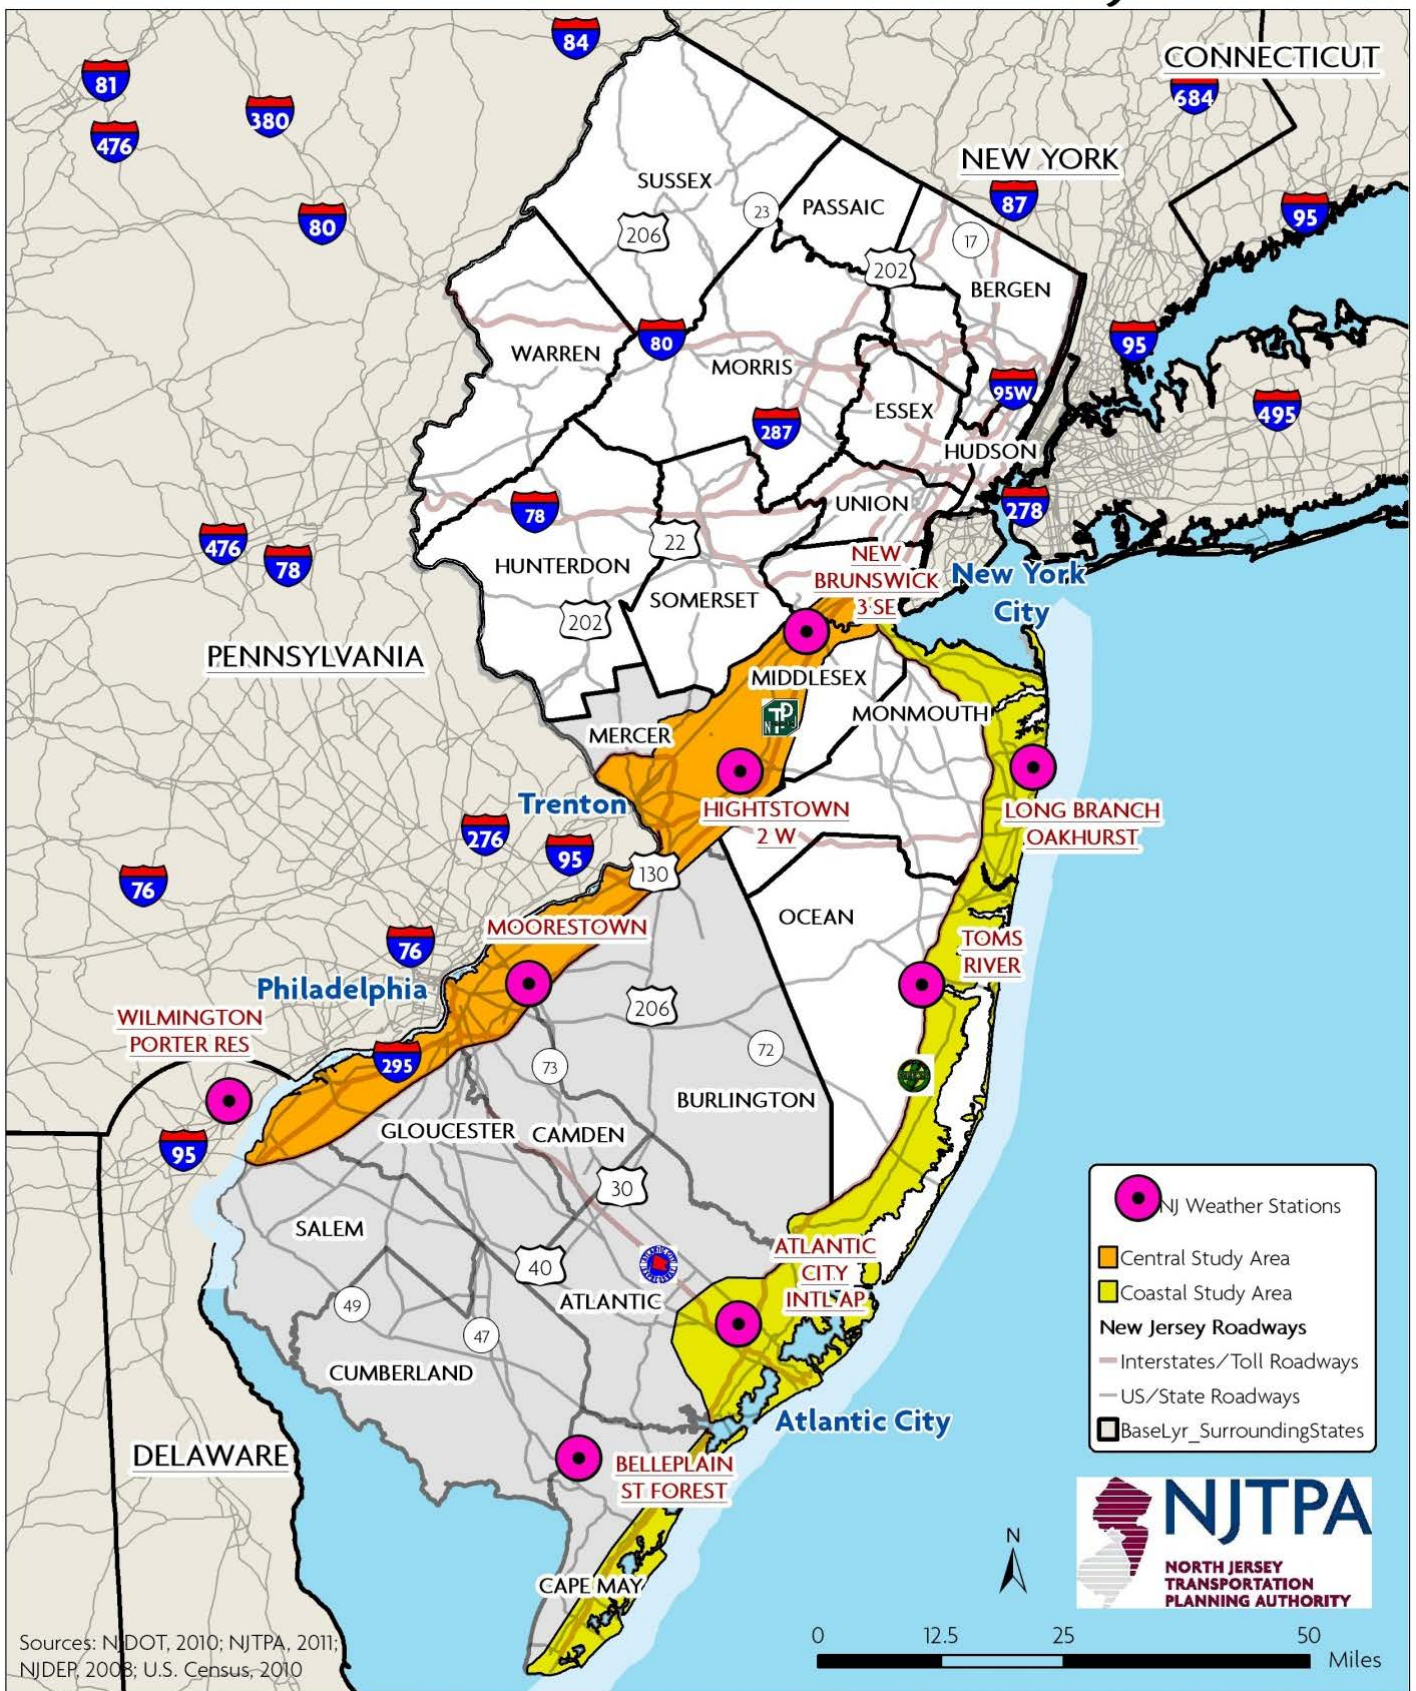 CONNECTICUT
84
81
684
380
476
NEW YORK
SUSSEX
87
PASSAIC
23
95
80
206
17
202
BERGEN
80
95
WARREN
MORRIS
95W
ESSEX
495
287
HUDSON
UNION
278
78
22
476
78
NEW
BRUNSWICK
3 SE
HUNTERDON
New York
City
SOMERSET
202
PENNSYLVANIA
MIDDLESEX
MONMOUTH
MERCER
Trenton
HIGHTSTOWN
2 W
LONG BRANCH
OAKHURST
276
95
130
76
OCEAN
MOORESTOWN
76
TOMS
RIVER
Philadelphia
206
WILMINGTON
PORTER RES
72
295
73
BURLINGTON
GLOUCESTER
CAMDEN
95
30
SALEM
ATLANTIC
CITY
INTL AP
40
ATLANTIC
49
47
CUMBERLAND
Atlantic City
DELAWARE
BELLEPLAIN
ST FOREST
CAPE MAY
NJ Weather Stations
Central Study Area
Coastal Study Area
New Jersey Roadways
Interstates/Toll Roadways
US/State Roadways
BaseLyr_SurroundingStates
NJTPA
NORTH JERSEY
TRANSPORTATION
PLANNING AUTHORITY
N
0 12.5 25 50
Miles
Sources: NJDOT, 2010; NJTPA, 2011;
NJDEP, 2008; U.S. Census, 2010